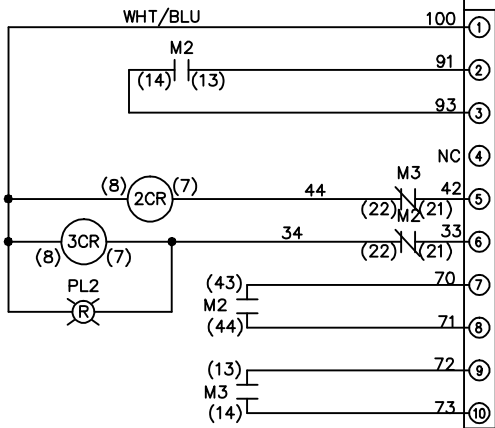 WHT/BLU 100 1
M2 91 2
(14) (13)
93 3
NC 4
M3
(8) 2CR (7) 44 42 5
(22) (21)
M2
3CR 34 33 6
(8) (7) (22) (21)
PL2 (43) 70 7
R M2
(44) 71 8
(13) 72 9
M3
(14) 73 10